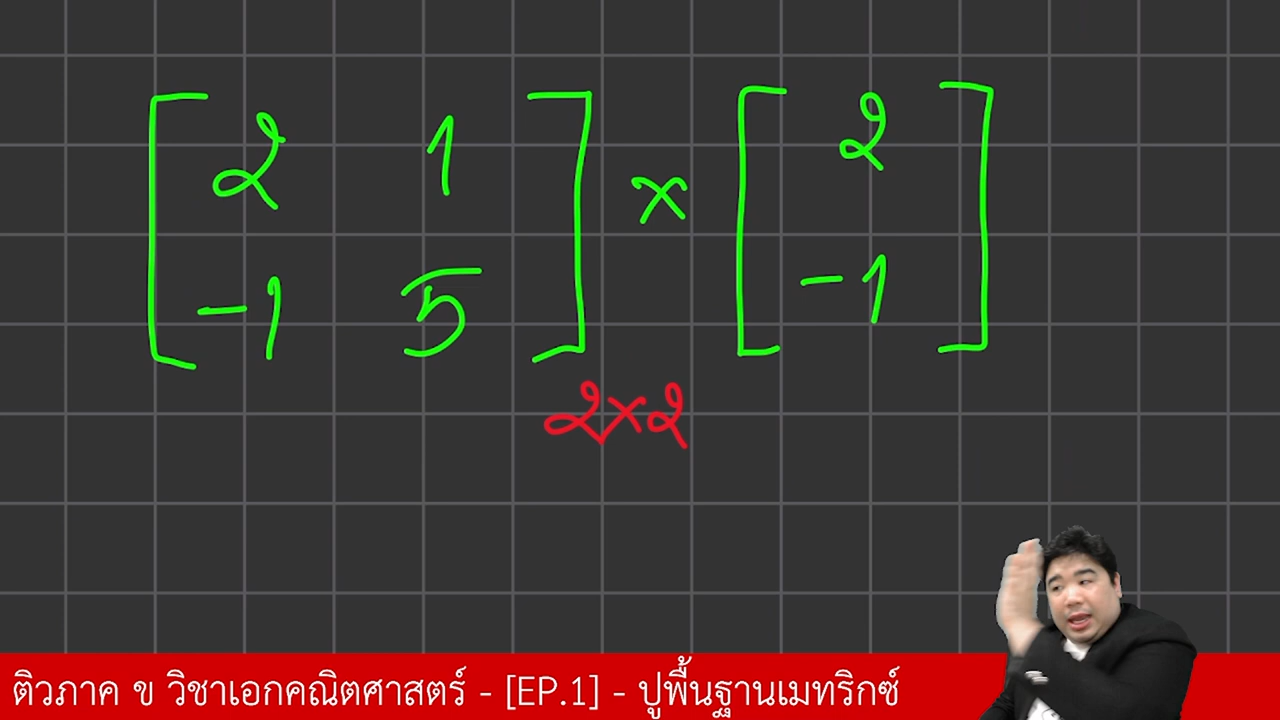 [ 2 1 ] × [ 2 ]
[ -1 5 ] [ -1 ]
2×2
ติวภาค ข วิชาเอกคณิตศาสตร์ - [EP.1] - ปูพื้นฐานเมทริกซ์